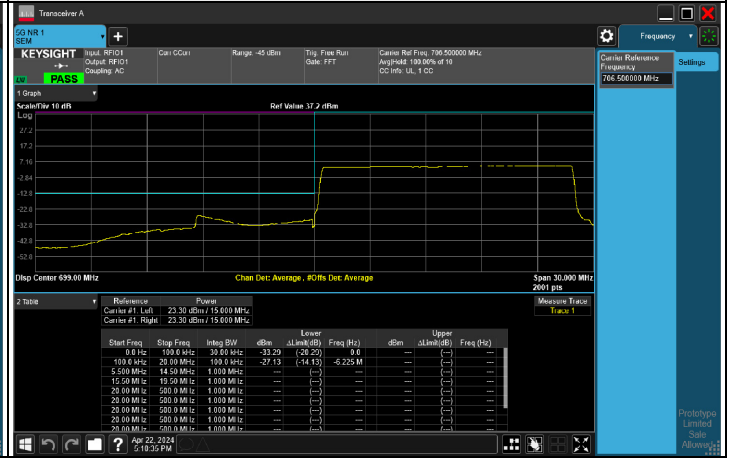 Transceiver A
5G NR 1
SEM
Frequency
KEYSIGHT
Input: RFIO1
Output: RFIO1
Coupling: AC
Corr CCorr
Range: -45 dBm
Trig: Free Run
Gate: FFT
Carrier Ref Freq: 706.500000 MHz
Avg|Hold: 100.00% of 10
CC Info: UL, 1 CC
PASS
Carrier Reference
Frequency
706.500000 MHz
Settings
1 Graph
Scale/Div 10 dB
Ref Value 37.2 dBm
Log
27.2
17.2
7.16
-2.84
-12.8
-22.8
-32.8
-42.8
-52.8
Disp Center 699.00 MHz
Chan Det: Average , #Offs Det: Average
Span 30.000 MHz
2001 pts
2 Table
Reference Power
Carrier #1. Left 23.30 dBm / 15.000 MHz
Carrier #1. Right 23.30 dBm / 15.000 MHz
Measure Trace
Trace 1
Lower Upper
Start Freq Stop Freq Integ BW dBm ΔLimit(dB) Freq (Hz) dBm ΔLimit(dB) Freq (Hz)
0.0 Hz 100.0 kHz 30.00 kHz -33.29 (-20.29) 0.0 --- (---) ---
100.0 kHz 20.00 MHz 100.0 kHz -27.13 (-14.13) -6.225 M --- (---) ---
5.500 MHz 14.50 MHz 1.000 MHz --- (---) --- --- (---) ---
15.50 MHz 19.50 MHz 1.000 MHz --- (---) --- --- (---) ---
20.00 MHz 500.0 MHz 1.000 MHz --- (---) --- --- (---) ---
20.00 MHz 500.0 MHz 1.000 MHz --- (---) --- --- (---) ---
20.00 MHz 500.0 MHz 1.000 MHz --- (---) --- --- (---) ---
20.00 MHz 500.0 MHz 1.000 MHz --- (---) --- --- (---) ---
Apr 22, 2024
5:10:35 PM
Prototype
Limited
Sale
Allowed